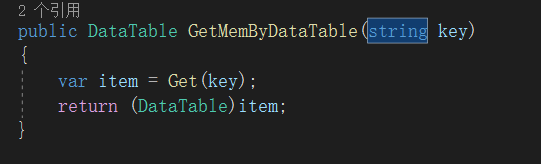 2 个引用
public DataTable GetMemByDataTable(string key)
{
var item = Get(key);
return (DataTable)item;
}